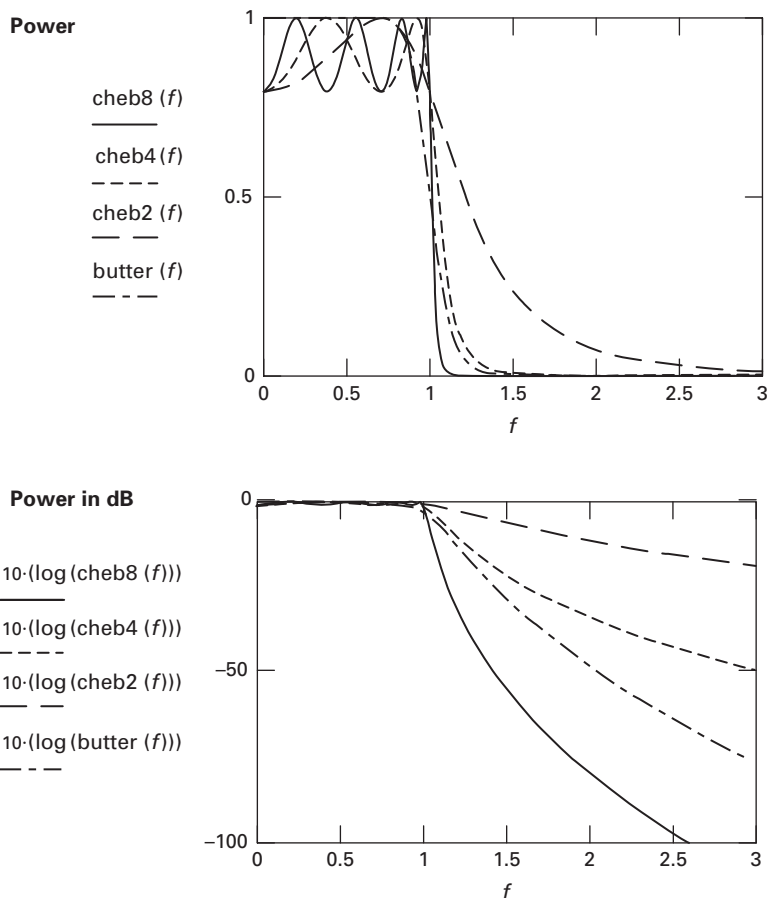 Power
cheb8 (f)
cheb4 (f)
cheb2 (f)
butter (f)
1
0.5
0
0 0.5 1 1.5 2 2.5 3
f
Power in dB
10·(log (cheb8 (f)))
10·(log (cheb4 (f)))
10·(log (cheb2 (f)))
10·(log (butter (f)))
0
–50
–100
0 0.5 1 1.5 2 2.5 3
f